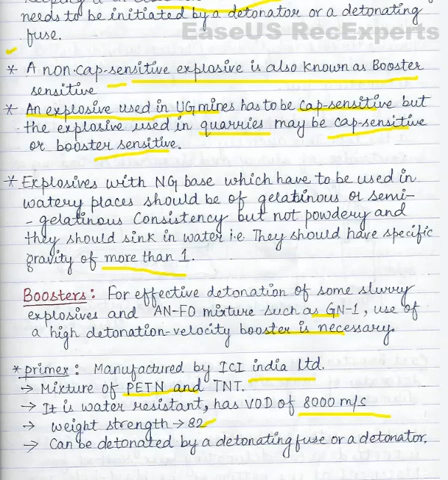 needs to be initiated by a detonator or a detonating
EaseUS RecExperts
fuse.
* A non-cap-sensitive explosive is also known as Booster
sensitive
* An explosive used in UG mines has to be cap-sensitive but
the explosive used in quarries may be cap-sensitive
or booster sensitive.
* Explosives with NG base which have to be used in
watery places should be of gelatinous or semi-
-gelatinous consistency but not powdery and
they should sink in water i.e. They should have specific
gravity of more than 1.
Boosters: For effective detonation of some slurry
explosives and AN-FO mixture such as GN-1, use of
a high detonation-velocity booster is necessary.
* primex: Manufactured by ICI india ltd.
→ Mixture of PETN and TNT.
→ It is water resistant, has VOD of 8000 m/s
→ weight strength → 82
→ Can be detonated by a detonating fuse or a detonator.